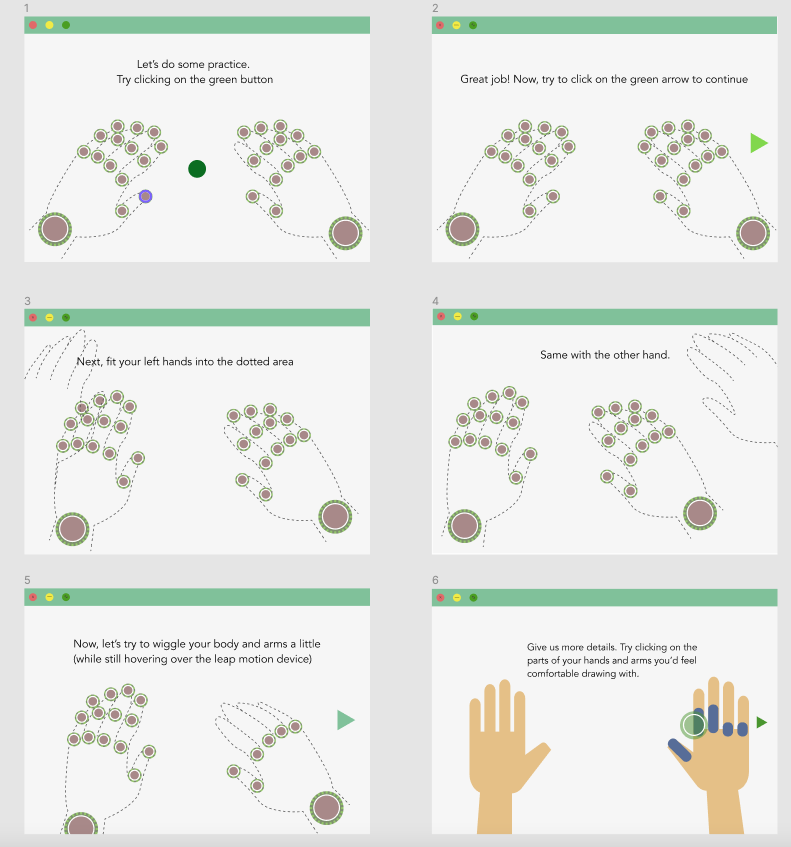 1
Let's do some practice.
Try clicking on the green button
2
Great job! Now, try to click on the green arrow to continue
3
Next, fit your left hands into the dotted area
4
Same with the other hand.
5
Now, let's try to wiggle your body and arms a little
(while still hovering over the leap motion device)
6
Give us more details. Try clicking on the
parts of your hands and arms you'd feel
comfortable drawing with.